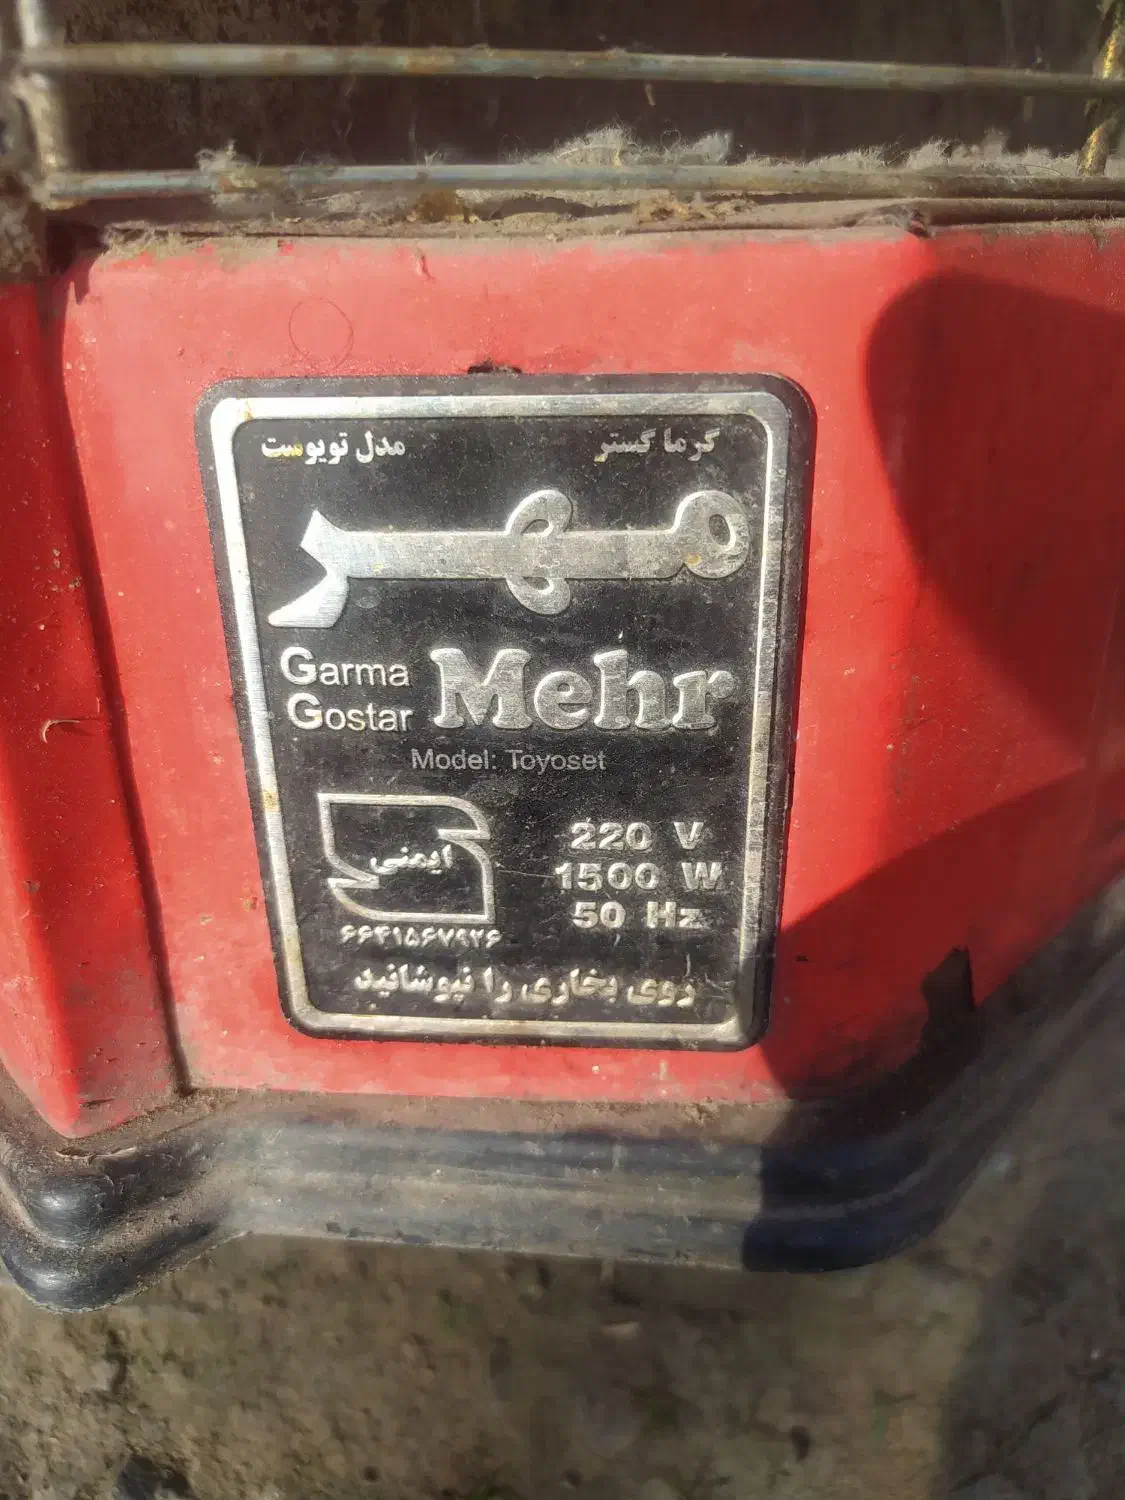 گرما گستر مدل تویوست
مهر
Garma Gostar Mehr
Model: Toyoset
220 V
1500 W
50 Hz
ایمنی
۶۶۴۱۵۶۷۹۲۶
روی بخاری را نپوشانید